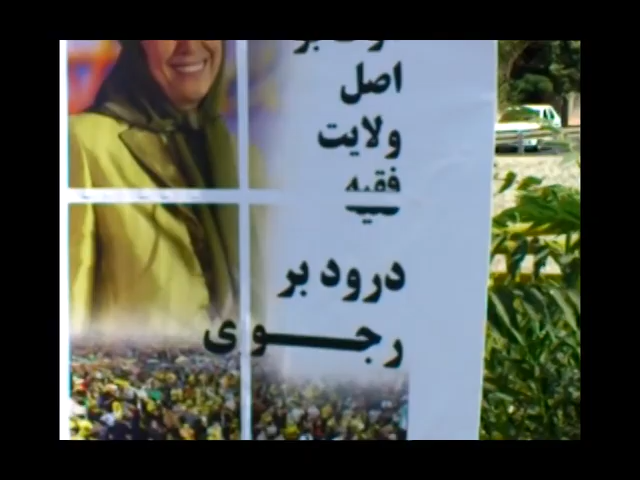 اصل
ولایت
فقیه
درود بر
رجوی